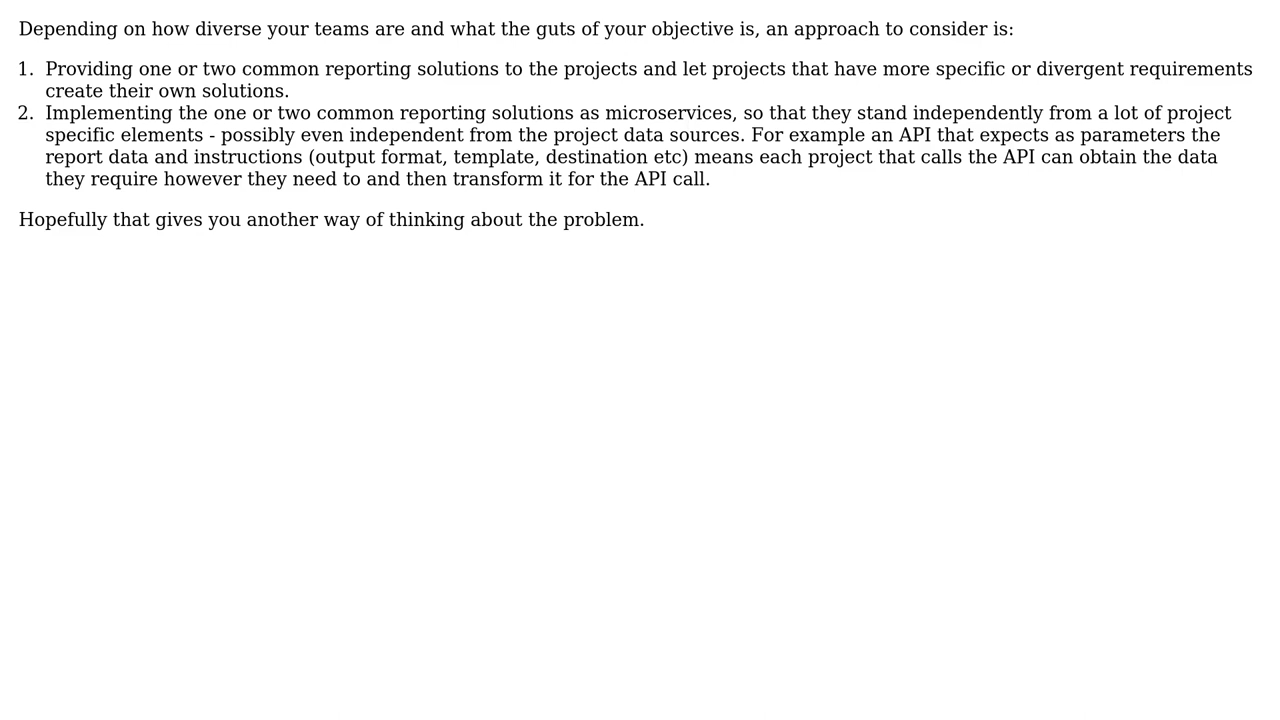 Depending on how diverse your teams are and what the guts of your objective is, an approach to consider is:
1. Providing one or two common reporting solutions to the projects and let projects that have more specific or divergent requirements
create their own solutions.
2. Implementing the one or two common reporting solutions as microservices, so that they stand independently from a lot of project
specific elements - possibly even independent from the project data sources. For example an API that expects as parameters the
report data and instructions (output format, template, destination etc) means each project that calls the API can obtain the data
they require however they need to and then transform it for the API call.
Hopefully that gives you another way of thinking about the problem.